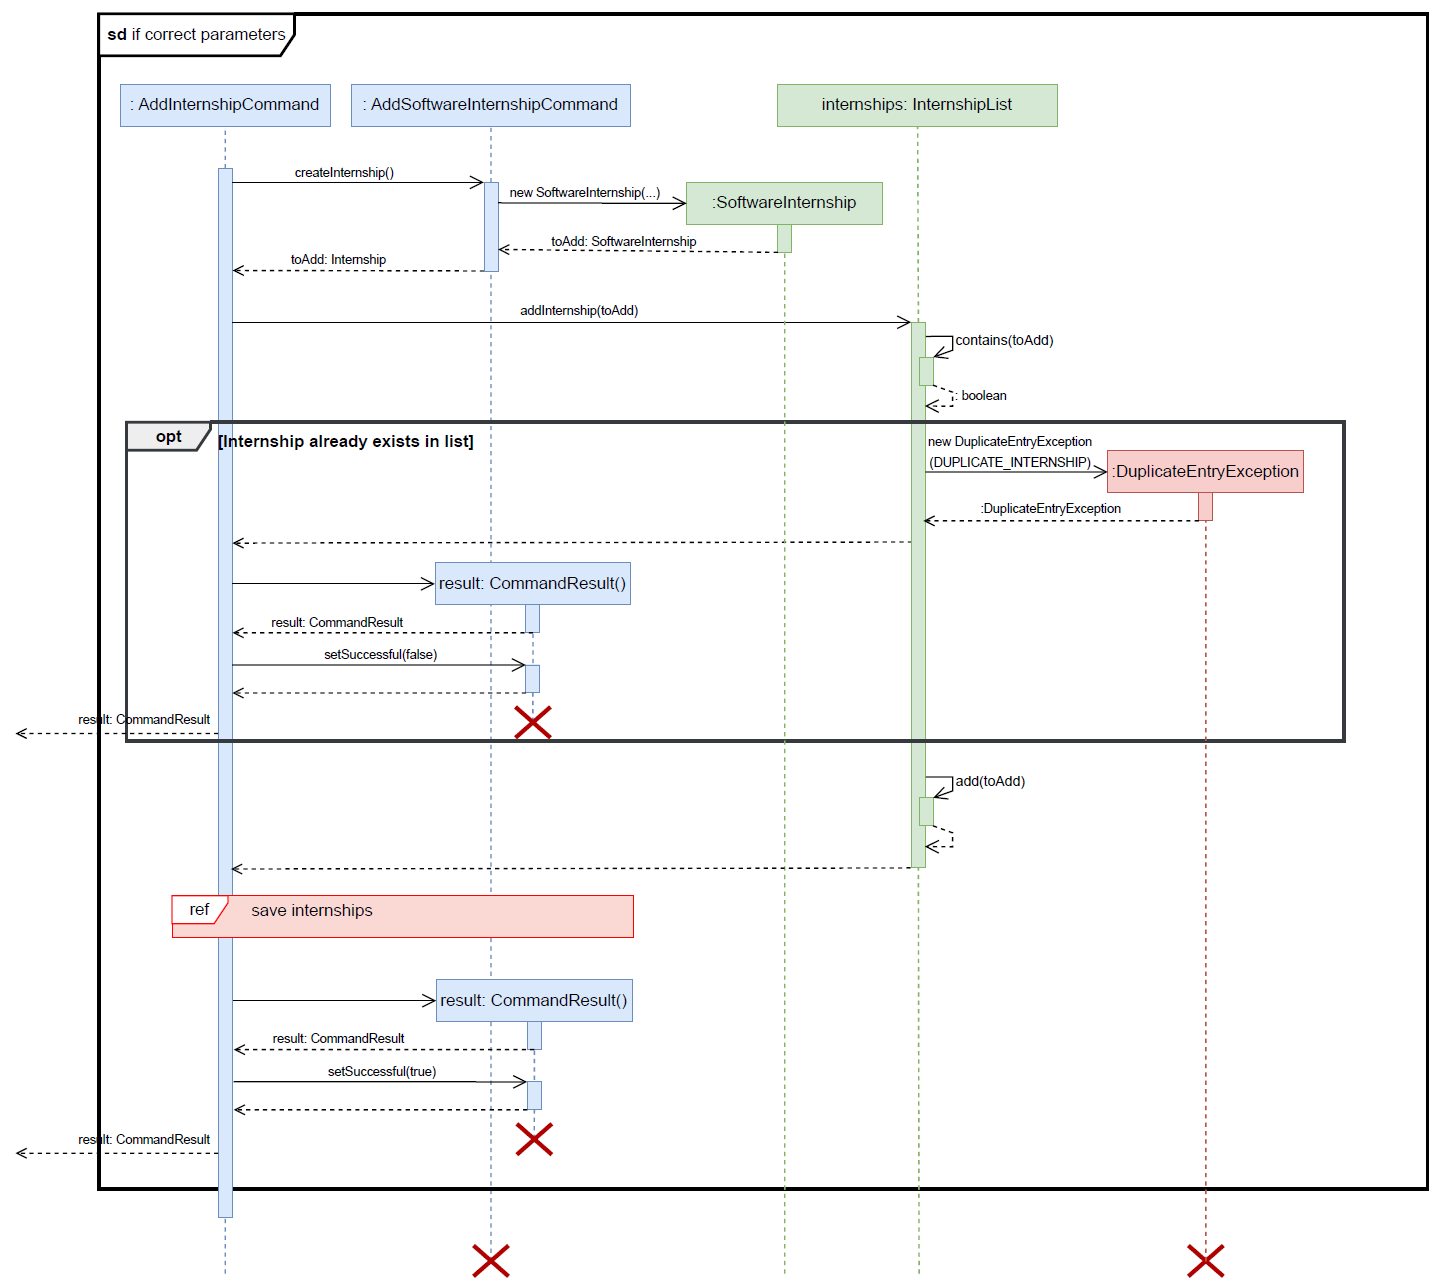 sd if correct parameters
: AddInternshipCommand
: AddSoftwareInternshipCommand
internships: InternshipList
createInternship()
new SoftwareInternship(...)
:SoftwareInternship
toAdd: SoftwareInternship
toAdd: Internship
addInternship(toAdd)
contains(toAdd)
: boolean
opt
[Internship already exists in list]
new DuplicateEntryException
(DUPLICATE_INTERNSHIP)
:DuplicateEntryException
:DuplicateEntryException
result: CommandResult()
result: CommandResult
setSuccessful(false)
result: CommandResult
add(toAdd)
ref
save internships
result: CommandResult()
result: CommandResult
setSuccessful(true)
result: CommandResult